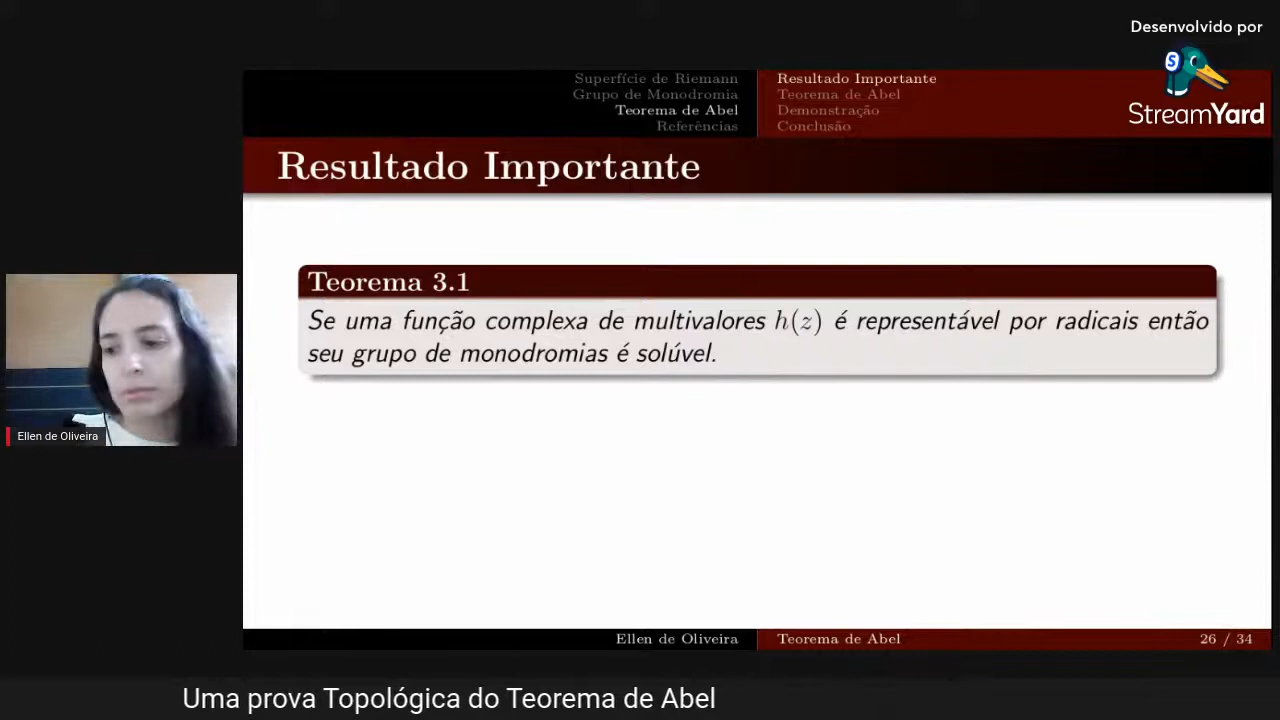 Desenvolvido por
S
StreamYard
Superfície de Riemann
Grupo de Monodromia
Teorema de Abel
Referências
Resultado Importante
Teorema de Abel
Demonstração
Conclusão
Resultado Importante
Teorema 3.1
Se uma função complexa de multivalores h(z) é representável por radicais então
seu grupo de monodromias é solúvel.
Ellen de Oliveira
Ellen de Oliveira
Teorema de Abel
26 / 34
Uma prova Topológica do Teorema de Abel